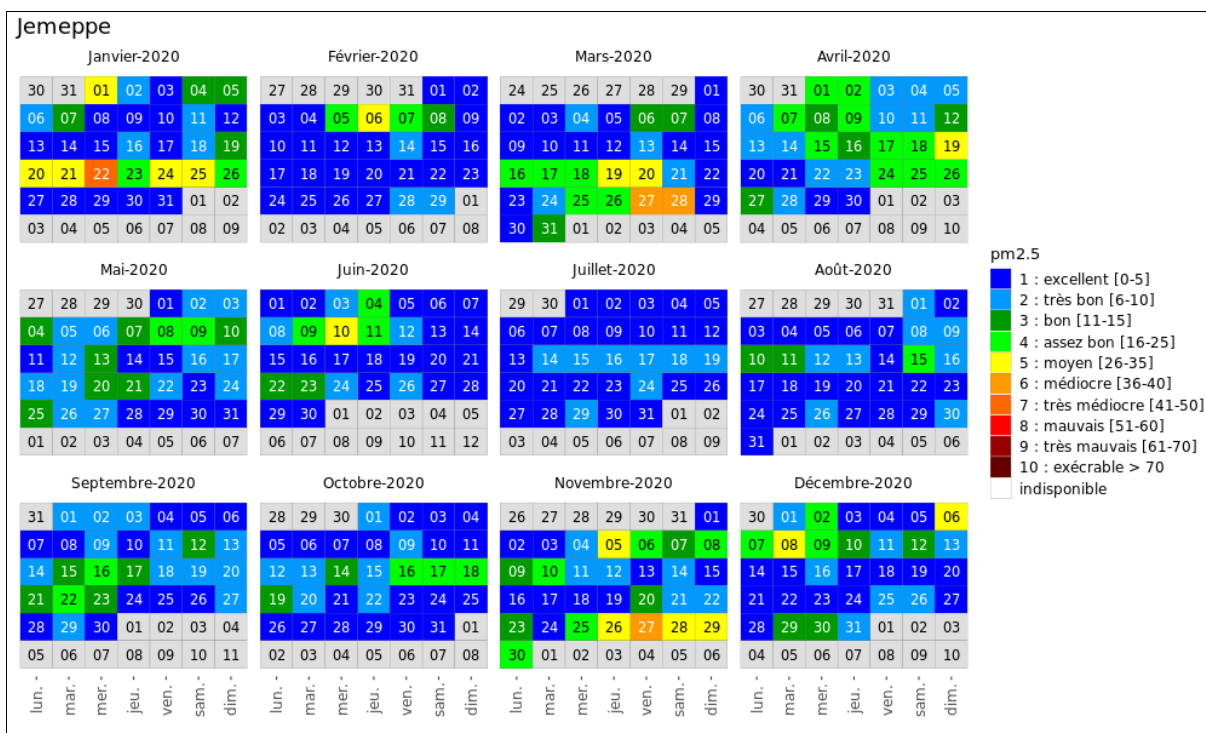 Jemeppe
Janvier-2020
30 31 01 02 03 04 05
06 07 08 09 10 11 12
13 14 15 16 17 18 19
20 21 22 23 24 25 26
27 28 29 30 31 01 02
03 04 05 06 07 08 09
Février-2020
27 28 29 30 31 01 02
03 04 05 06 07 08 09
10 11 12 13 14 15 16
17 18 19 20 21 22 23
24 25 26 27 28 29 01
02 03 04 05 06 07 08
Mars-2020
24 25 26 27 28 29 01
02 03 04 05 06 07 08
09 10 11 12 13 14 15
16 17 18 19 20 21 22
23 24 25 26 27 28 29
30 31 01 02 03 04 05
Avril-2020
30 31 01 02 03 04 05
06 07 08 09 10 11 12
13 14 15 16 17 18 19
20 21 22 23 24 25 26
27 28 29 30 01 02 03
04 05 06 07 08 09 10
Mai-2020
27 28 29 30 01 02 03
04 05 06 07 08 09 10
11 12 13 14 15 16 17
18 19 20 21 22 23 24
25 26 27 28 29 30 31
01 02 03 04 05 06 07
Juin-2020
01 02 03 04 05 06 07
08 09 10 11 12 13 14
15 16 17 18 19 20 21
22 23 24 25 26 27 28
29 30 01 02 03 04 05
06 07 08 09 10 11 12
Juillet-2020
29 30 01 02 03 04 05
06 07 08 09 10 11 12
13 14 15 16 17 18 19
20 21 22 23 24 25 26
27 28 29 30 31 01 02
03 04 05 06 07 08 09
Août-2020
27 28 29 30 31 01 02
03 04 05 06 07 08 09
10 11 12 13 14 15 16
17 18 19 20 21 22 23
24 25 26 27 28 29 30
31 01 02 03 04 05 06
Septembre-2020
31 01 02 03 04 05 06
07 08 09 10 11 12 13
14 15 16 17 18 19 20
21 22 23 24 25 26 27
28 29 30 01 02 03 04
05 06 07 08 09 10 11
lun. - mar. - mer. - jeu. - ven. - sam. - dim. -
Octobre-2020
28 29 30 01 02 03 04
05 06 07 08 09 10 11
12 13 14 15 16 17 18
19 20 21 22 23 24 25
26 27 28 29 30 31 01
02 03 04 05 06 07 08
lun. - mar. - mer. - jeu. - ven. - sam. - dim. -
Novembre-2020
26 27 28 29 30 31 01
02 03 04 05 06 07 08
09 10 11 12 13 14 15
16 17 18 19 20 21 22
23 24 25 26 27 28 29
30 01 02 03 04 05 06
lun. - mar. - mer. - jeu. - ven. - sam. - dim. -
Décembre-2020
30 01 02 03 04 05 06
07 08 09 10 11 12 13
14 15 16 17 18 19 20
21 22 23 24 25 26 27
28 29 30 31 01 02 03
04 05 06 07 08 09 10
lun. - mar. - mer. - jeu. - ven. - sam. - dim. -
pm2.5
1 : excellent [0-5]
2 : très bon [6-10]
3 : bon [11-15]
4 : assez bon [16-25]
5 : moyen [26-35]
6 : médiocre [36-40]
7 : très médiocre [41-50]
8 : mauvais [51-60]
9 : très mauvais [61-70]
10 : exécrable > 70
indisponible